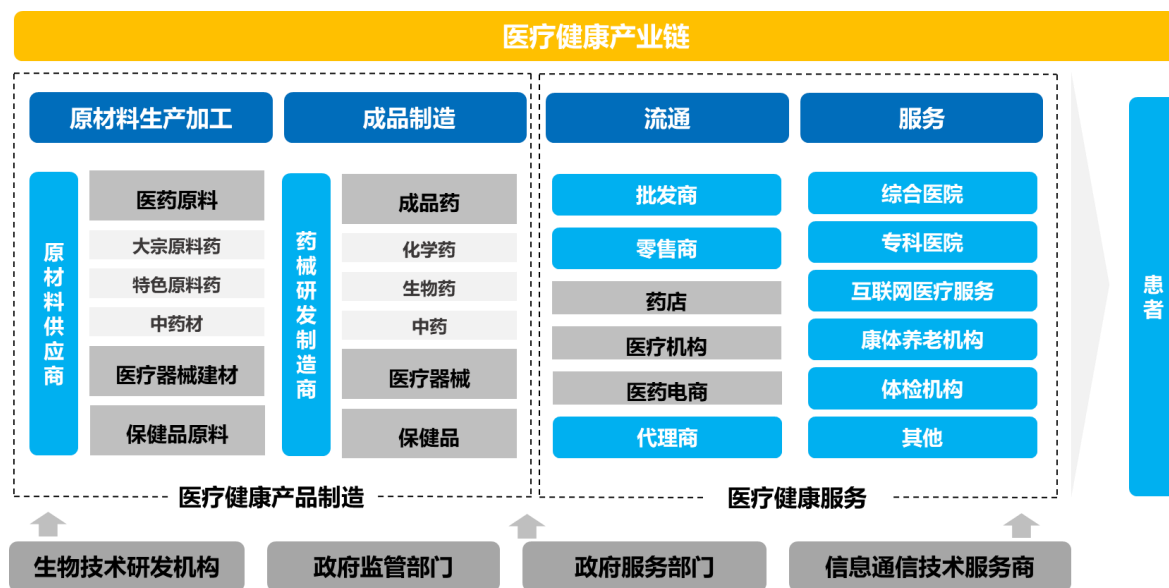 医疗健康产业链
原材料生产加工
成品制造
流通
服务
原材料供应商
医药原料
大宗原料药
特色原料药
中药材
医疗器械建材
保健品原料
药械研发制造商
成品药
化学药
生物药
中药
医疗器械
保健品
批发商
零售商
药店
医疗机构
医药电商
代理商
综合医院
专科医院
互联网医疗服务
康体养老机构
体检机构
其他
患者
医疗健康产品制造
医疗健康服务
生物技术研发机构
政府监管部门
政府服务部门
信息通信技术服务商